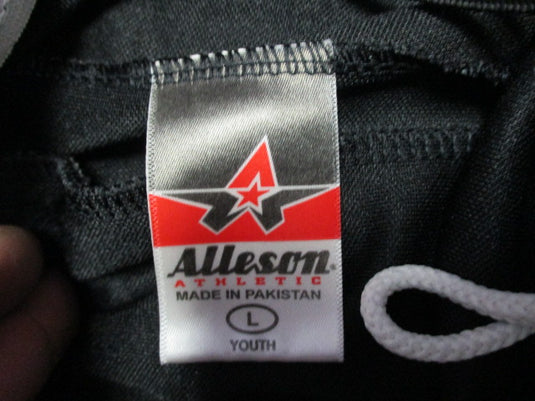 Alleson®
ATHLETIC
MADE IN PAKISTAN
L
YOUTH